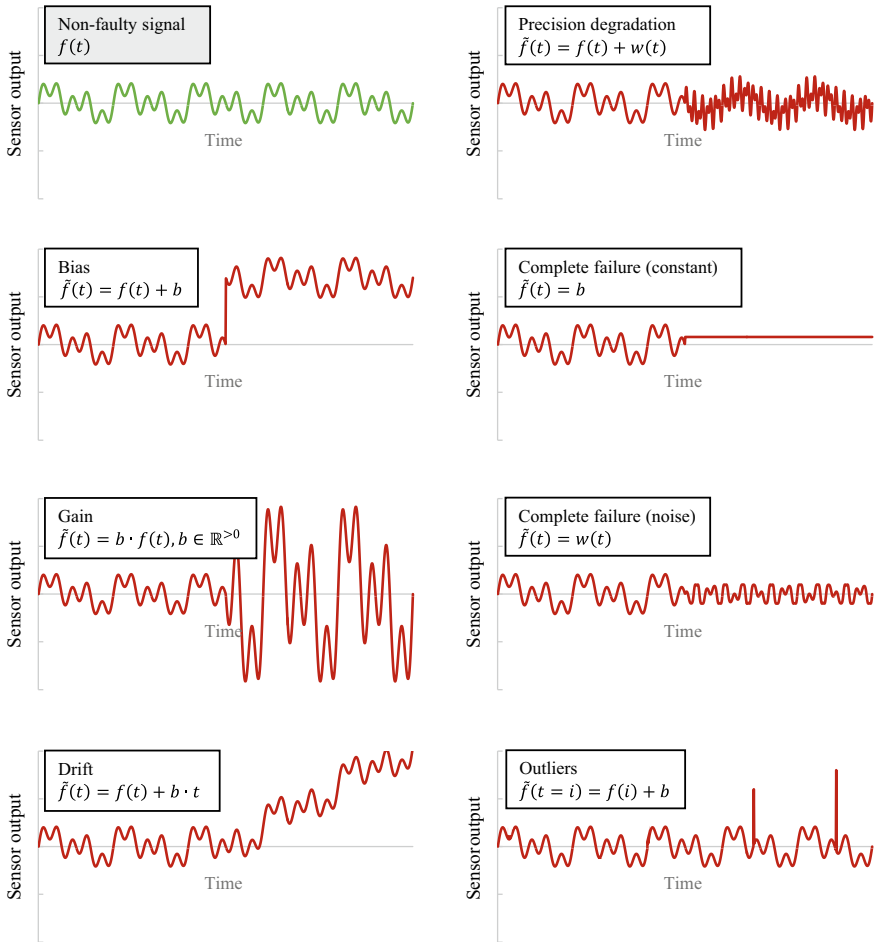 Non-faulty signal
f(t)
Sensor output
Time
Precision degradation
f̃(t) = f(t) + w(t)
Sensor output
Time
Bias
f̃(t) = f(t) + b
Sensor output
Time
Complete failure (constant)
f̃(t) = b
Sensor output
Time
Gain
f̃(t) = b · f(t), b ∈ ℝ^{>0}
Sensor output
Time
Complete failure (noise)
f̃(t) = w(t)
Sensor output
Time
Drift
f̃(t) = f(t) + b · t
Sensor output
Time
Outliers
f̃(t = i) = f(i) + b
Sensor output
Time